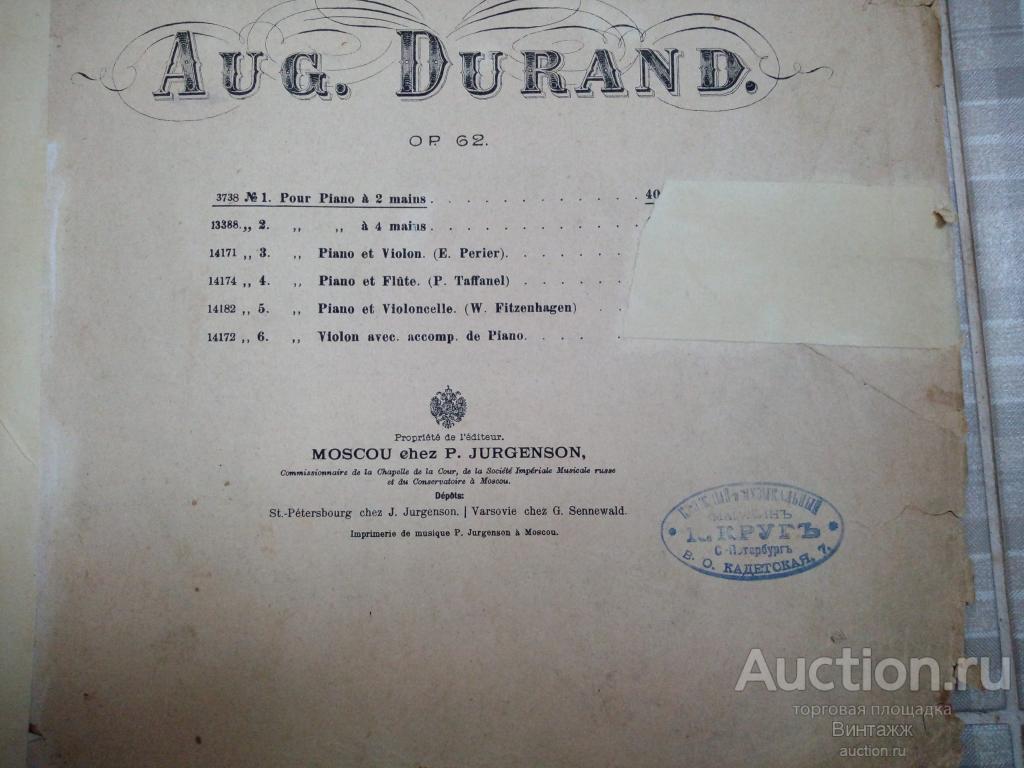 AUG. DURAND.
OP. 62.
3738 № 1. Pour Piano à 2 mains . . . . . . . . . . . . . . . . 40
13388. „ 2. „ „ à 4 mains . . . . . . . . . . . . . . . .
14171 „ 3. „ Piano et Violon. (E. Perier) . . . . . . . .
14174 „ 4. „ Piano et Flûte. (P. Taffanel) . . . . . . .
14182 „ 5. „ Piano et Violoncelle. (W. Fitzenhagen) . .
14172 „ 6. „ Violon avec. accomp. de Piano. . . . . .
Propriété de l'éditeur.
MOSCOU chez P. JURGENSON,
Commissionnaire de la Chapelle de la Cour, de la Société Impériale Musicale russe
et du Conservatoire à Moscou.
Dépôts:
St.-Pétersbourg chez J. Jurgenson. | Varsovie chez G. Sennewald.
Imprimerie de musique P. Jurgenson à Moscou.
МУЗЫКАЛЬНЫЙ
МАГАЗИНЪ
КРУГЪ
С.-Петербургъ
В. О. КАДЕТСКАЯ, 7.
Auction.ru
торговая площадка
Винтажж
auction.ru